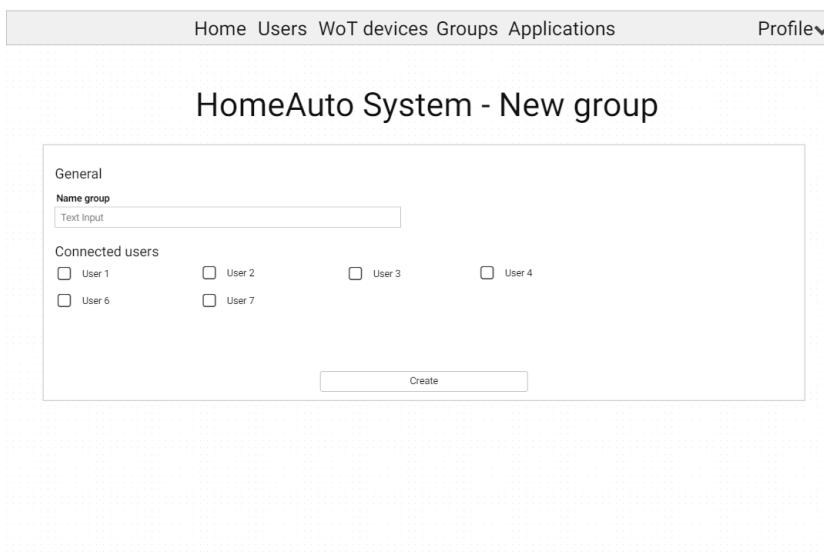 Home Users WoT devices Groups Applications Profile
HomeAuto System - New group
General
Name group
Text Input
Connected users
User 1 User 2 User 3 User 4
User 6 User 7
Create